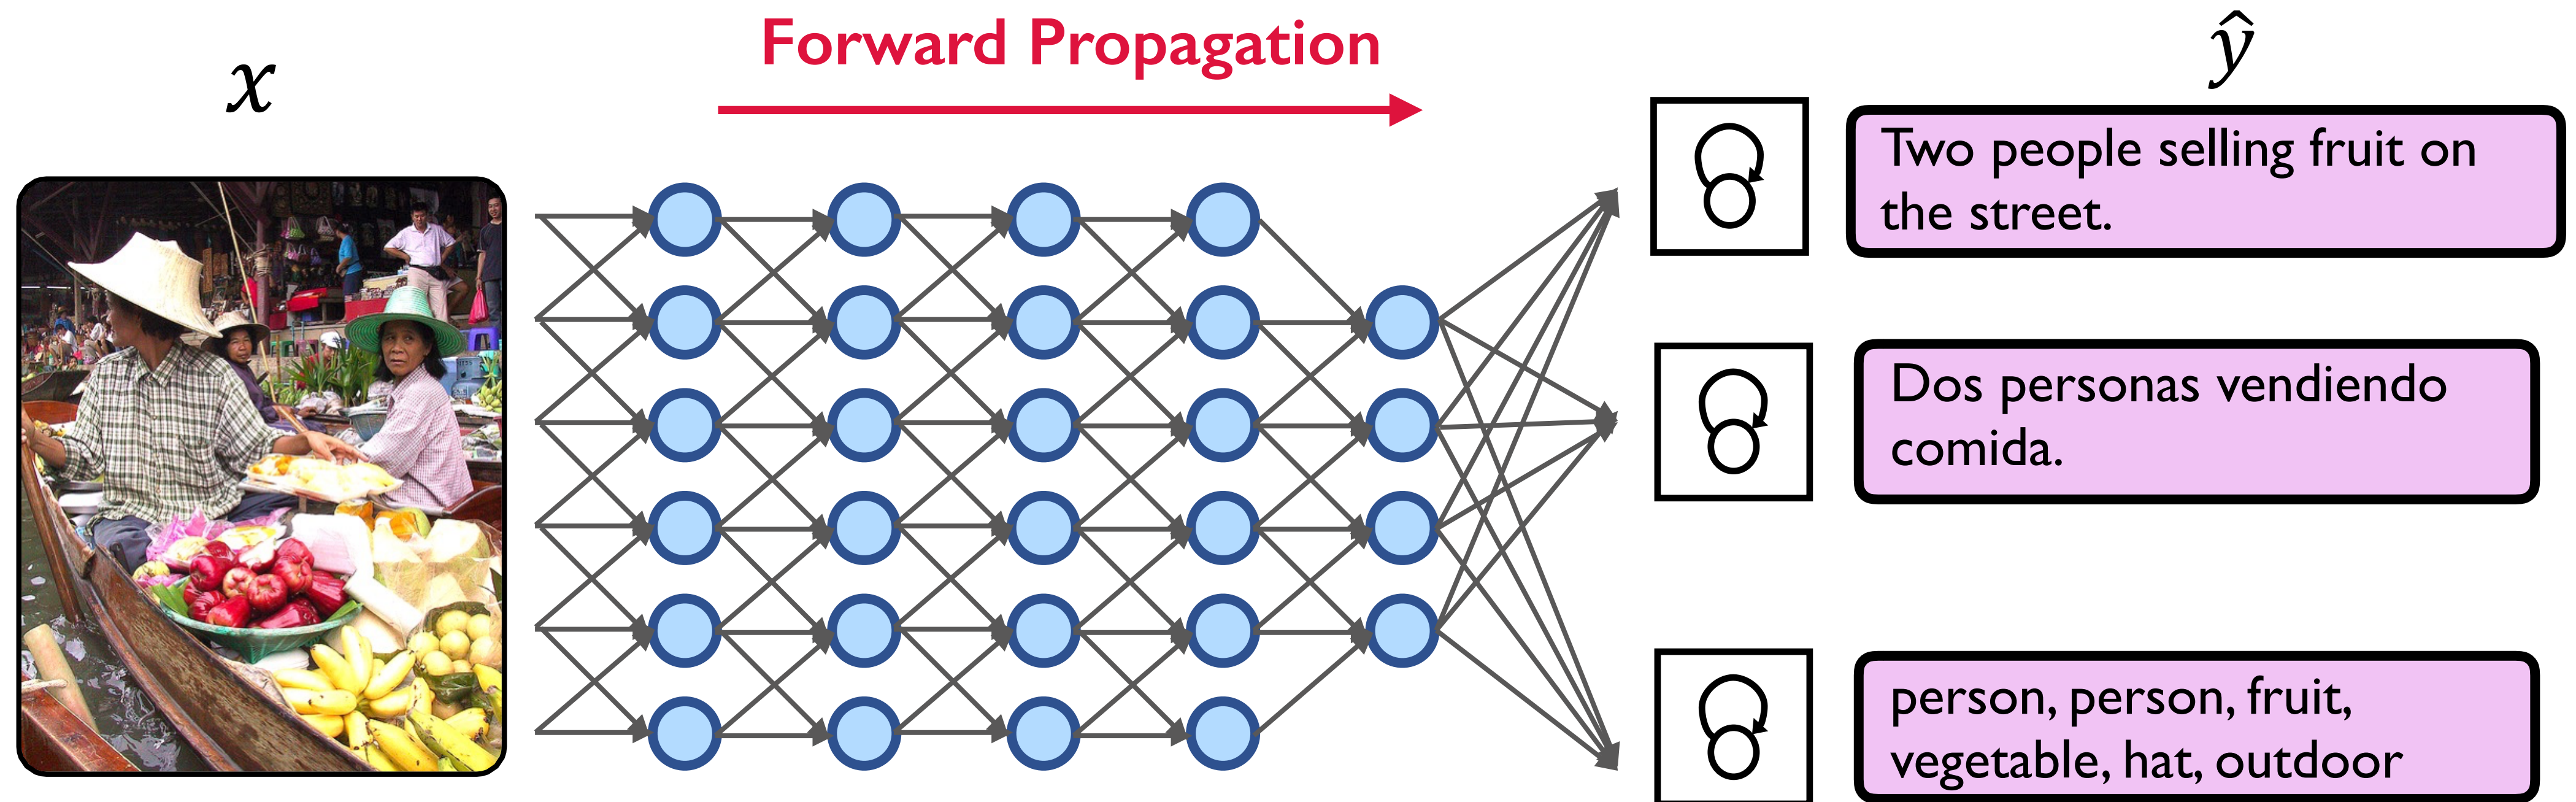 Forward Propagation
x
ŷ
Two people selling fruit on
the street.
Dos personas vendiendo
comida.
person, person, fruit,
vegetable, hat, outdoor